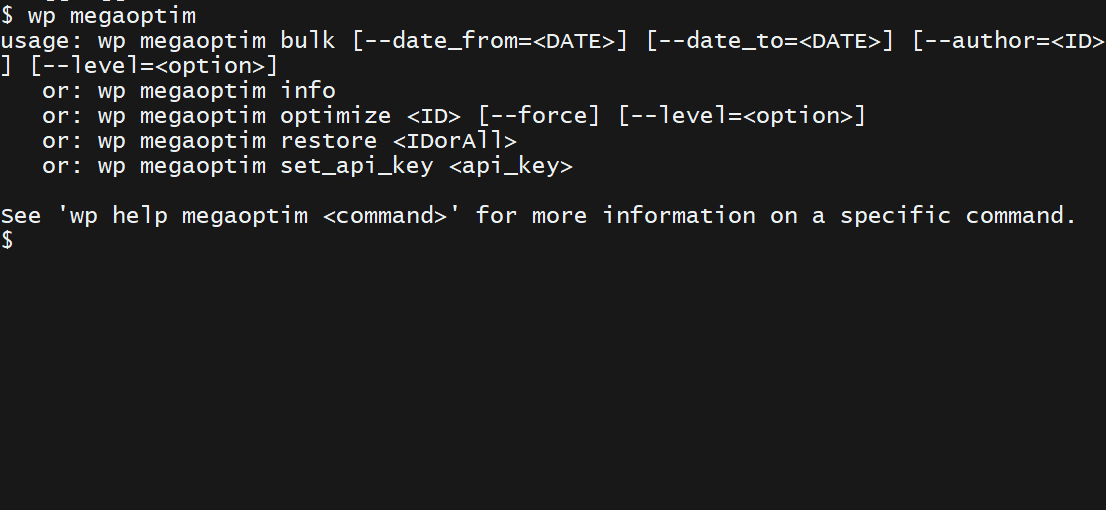 $ wp megaoptim
usage: wp megaoptim bulk [--date_from=<DATE>] [--date_to=<DATE>] [--author=<ID>
] [--level=<option>]
   or: wp megaoptim info
   or: wp megaoptim optimize <ID> [--force] [--level=<option>]
   or: wp megaoptim restore <IDorAll>
   or: wp megaoptim set_api_key <api_key>

See 'wp help megaoptim <command>' for more information on a specific command.
$